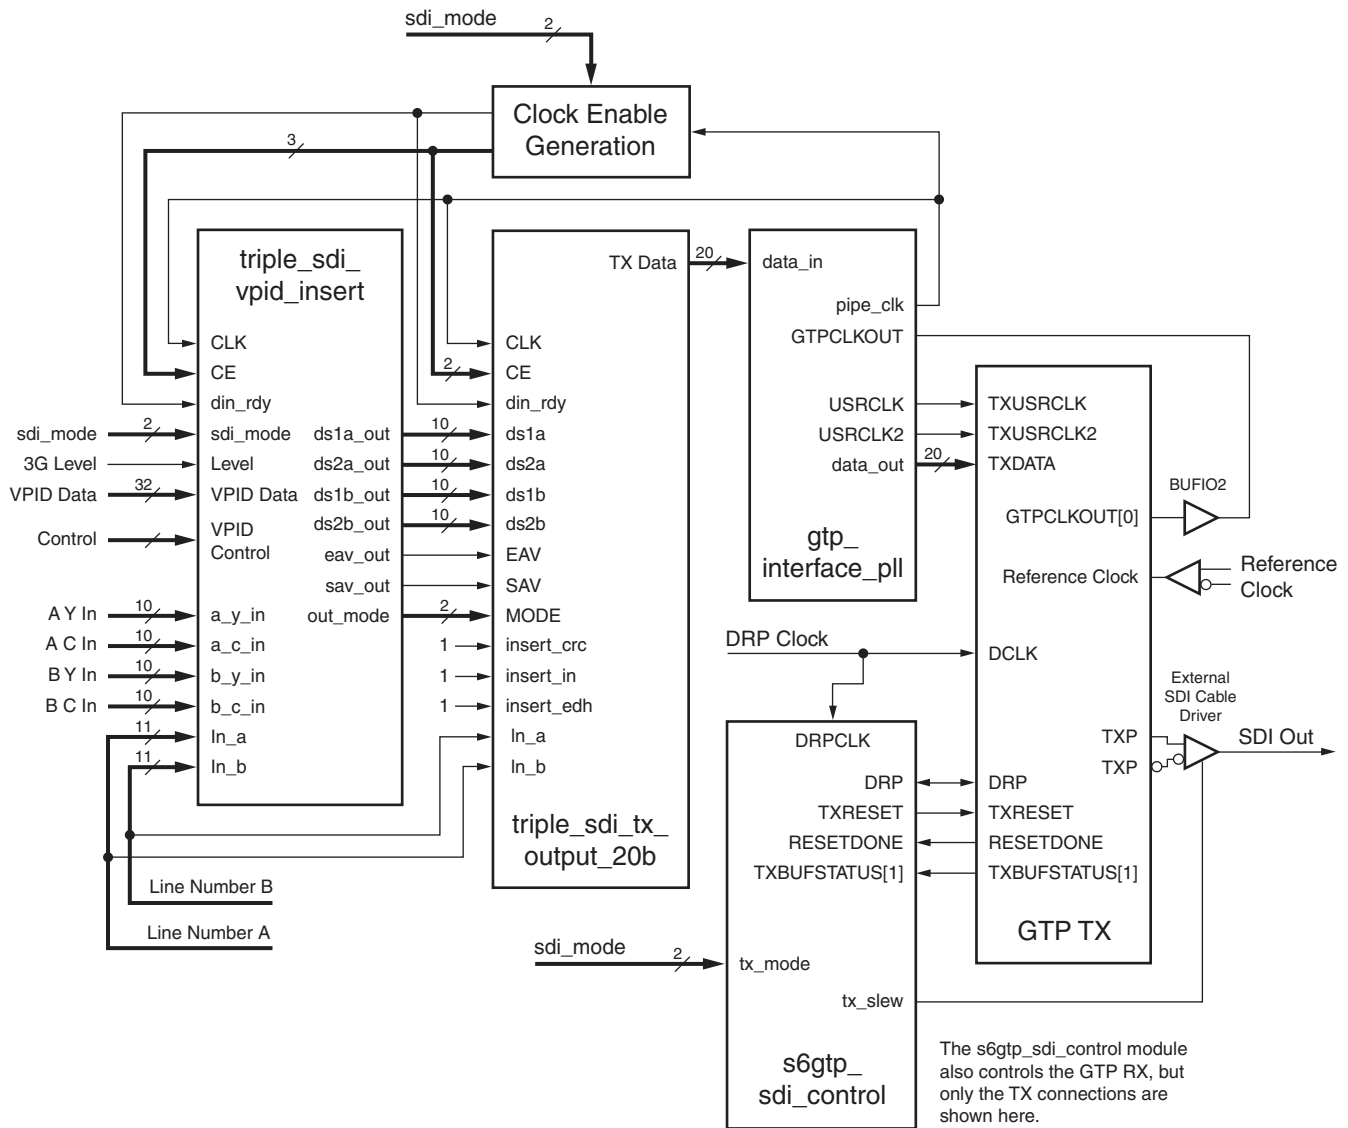 sdi_mode
2
Clock Enable
Generation
3
triple_sdi_
vpid_insert
CLK
CE
din_rdy
sdi_mode
Level
VPID Data
VPID
Control
a_y_in
a_c_in
b_y_in
b_c_in
ln_a
ln_b
ds1a_out
ds2a_out
ds1b_out
ds2b_out
eav_out
sav_out
out_mode
sdi_mode
2
3G Level
VPID Data
32
Control
A Y In
10
A C In
10
B Y In
10
B C In
10
11
11
Line Number B
Line Number A
10
10
10
10
2
2
1
1
1
TX Data
20
CLK
CE
din_rdy
ds1a
ds2a
ds1b
ds2b
EAV
SAV
MODE
insert_crc
insert_in
insert_edh
ln_a
ln_b
triple_sdi_tx_
output_20b
data_in
pipe_clk
GTPCLKOUT
USRCLK
USRCLK2
data_out
20
gtp_
interface_pll
TXUSRCLK
TXUSRCLK2
TXDATA
GTPCLKOUT[0]
BUFIO2
Reference Clock
Reference
Clock
DRP Clock
DCLK
External
SDI Cable
Driver
TXP
TXP
SDI Out
DRPCLK
DRP
TXRESET
RESETDONE
TXBUFSTATUS[1]
DRP
TXRESET
RESETDONE
TXBUFSTATUS[1]
GTP TX
sdi_mode
2
tx_mode
tx_slew
s6gtp_
sdi_control
The s6gtp_sdi_control module
also controls the GTP RX, but
only the TX connections are
shown here.